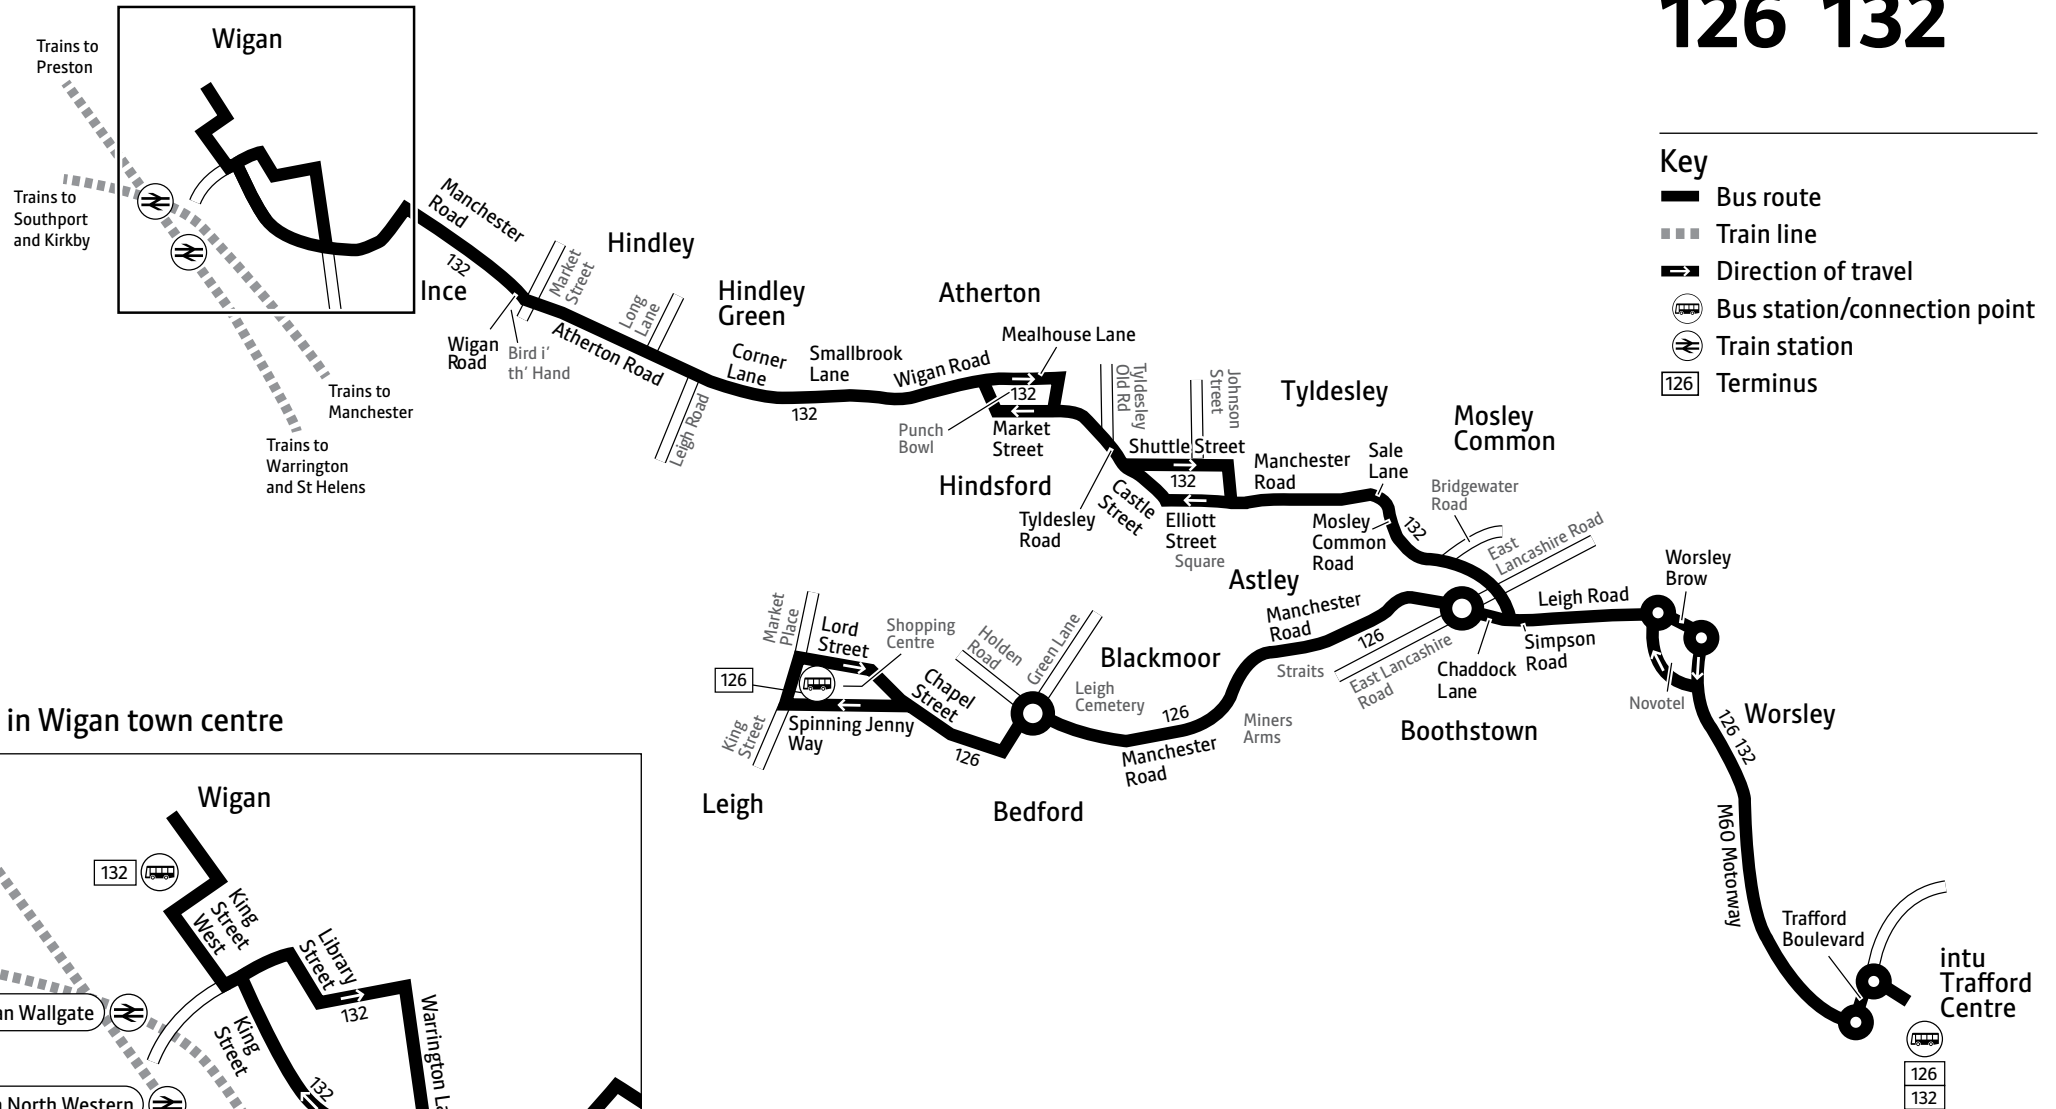 126 132
Key
Bus route
Train line
Direction of travel
Bus station/connection point
Train station
126 Terminus
Wigan
Trains to
Preston
Trains to
Southport
and Kirkby
Manchester
Road
132
Ince
Market
Street
Hindley
Wigan
Road
Bird i'
th' Hand
Long
Lane
Atherton Road
Leigh Road
Trains to
Manchester
Trains to
Warrington
and St Helens
Hindley
Green
Corner
Lane
Smallbrook
Lane
132
Wigan Road
Atherton
Mealhouse Lane
132
Punch
Bowl
Market
Street
Hindsford
Tyldesley
Old Rd
Johnson
Street
Tyldesley
Shuttle Street
132
Tyldesley
Road
Castle
Street
Elliott
Street
Square
Manchester
Road
Sale
Lane
Mosley
Common
Mosley
Common
Road
132
Bridgewater
Road
East
Lancashire Road
Astley
Manchester
Road
126
Straits
East Lancashire
Road
Chaddock
Lane
Leigh Road
Simpson
Road
Boothstown
Worsley
Brow
Novotel
Worsley
126 132
M60 Motorway
Trafford
Boulevard
intu
Trafford
Centre
126
132
Market
Place
Lord
Street
Shopping
Centre
126
King
Street
Spinning Jenny
Way
Leigh
Chapel
Street
126
Holden
Road
Green Lane
Leigh
Cemetery
Bedford
Blackmoor
126
Manchester
Road
Miners
Arms
in Wigan town centre
Wigan
132
King
Street
West
Library
Street
132
Warrington La
King
Street
132
an Wallgate
North Western